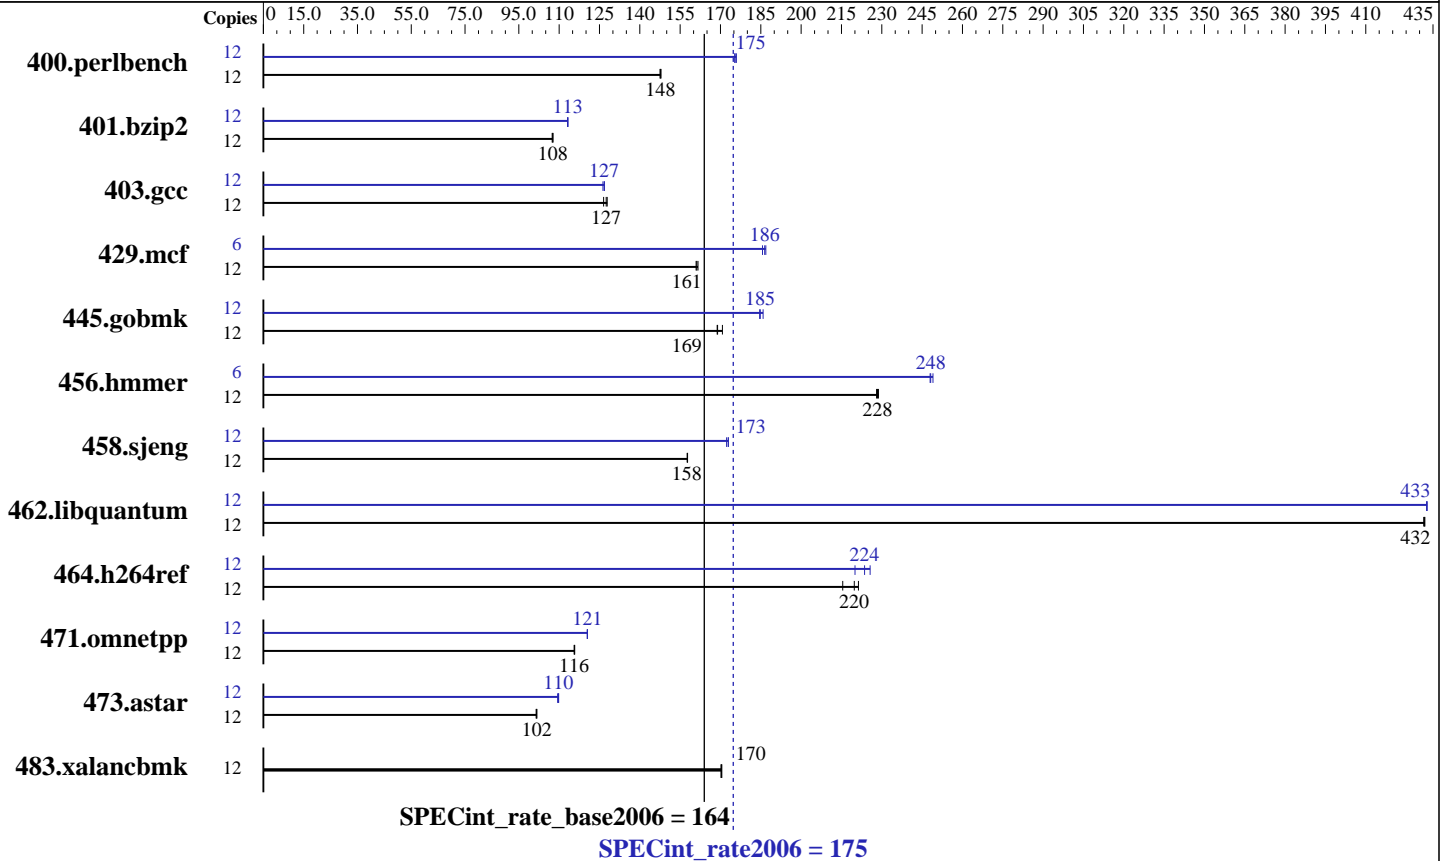 Copies 0 15.0 35.0 55.0 75.0 95.0 110 125 140 155 170 185 200 215 230 245 260 275 290 305 320 335 350 365 380 395 410 435
400.perlbench 12 175
12 148
401.bzip2 12 113
12 108
403.gcc 12 127
12 127
429.mcf 6 186
12 161
445.gobmk 12 185
12 169
456.hmmer 6 248
12 228
458.sjeng 12 173
12 158
462.libquantum 12 433
12 432
464.h264ref 12 224
12 220
471.omnetpp 12 121
12 116
473.astar 12 110
12 102
483.xalancbmk 12 170
SPECint_rate_base2006 = 164
SPECint_rate2006 = 175